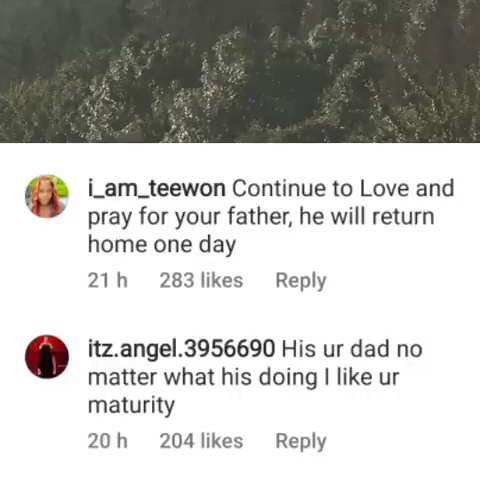 i_am_teewon Continue to Love and
pray for your father, he will return
home one day
21 h 283 likes Reply
itz.angel.3956690 His ur dad no
matter what his doing I like ur
maturity
20 h 204 likes Reply